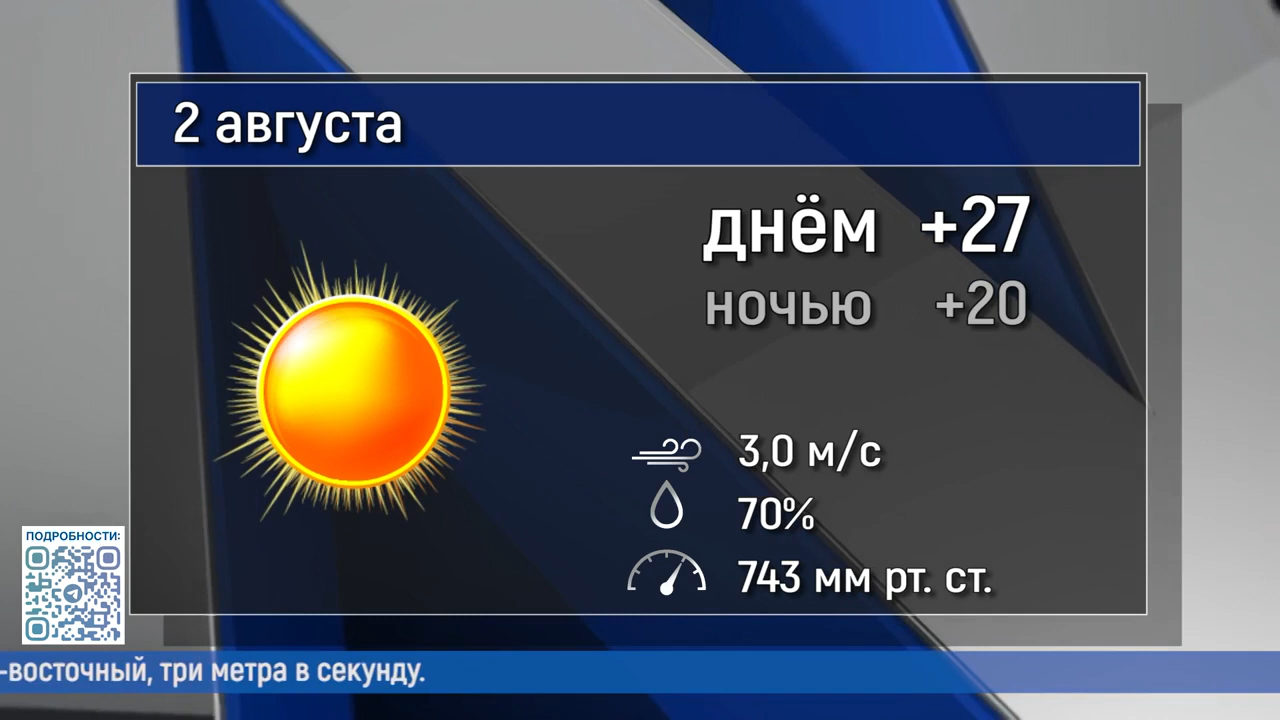 2 августа
днём +27
ночью +20
3,0 м/с
70%
743 мм рт. ст.
ПОДРОБНОСТИ:
-восточный, три метра в секунду.